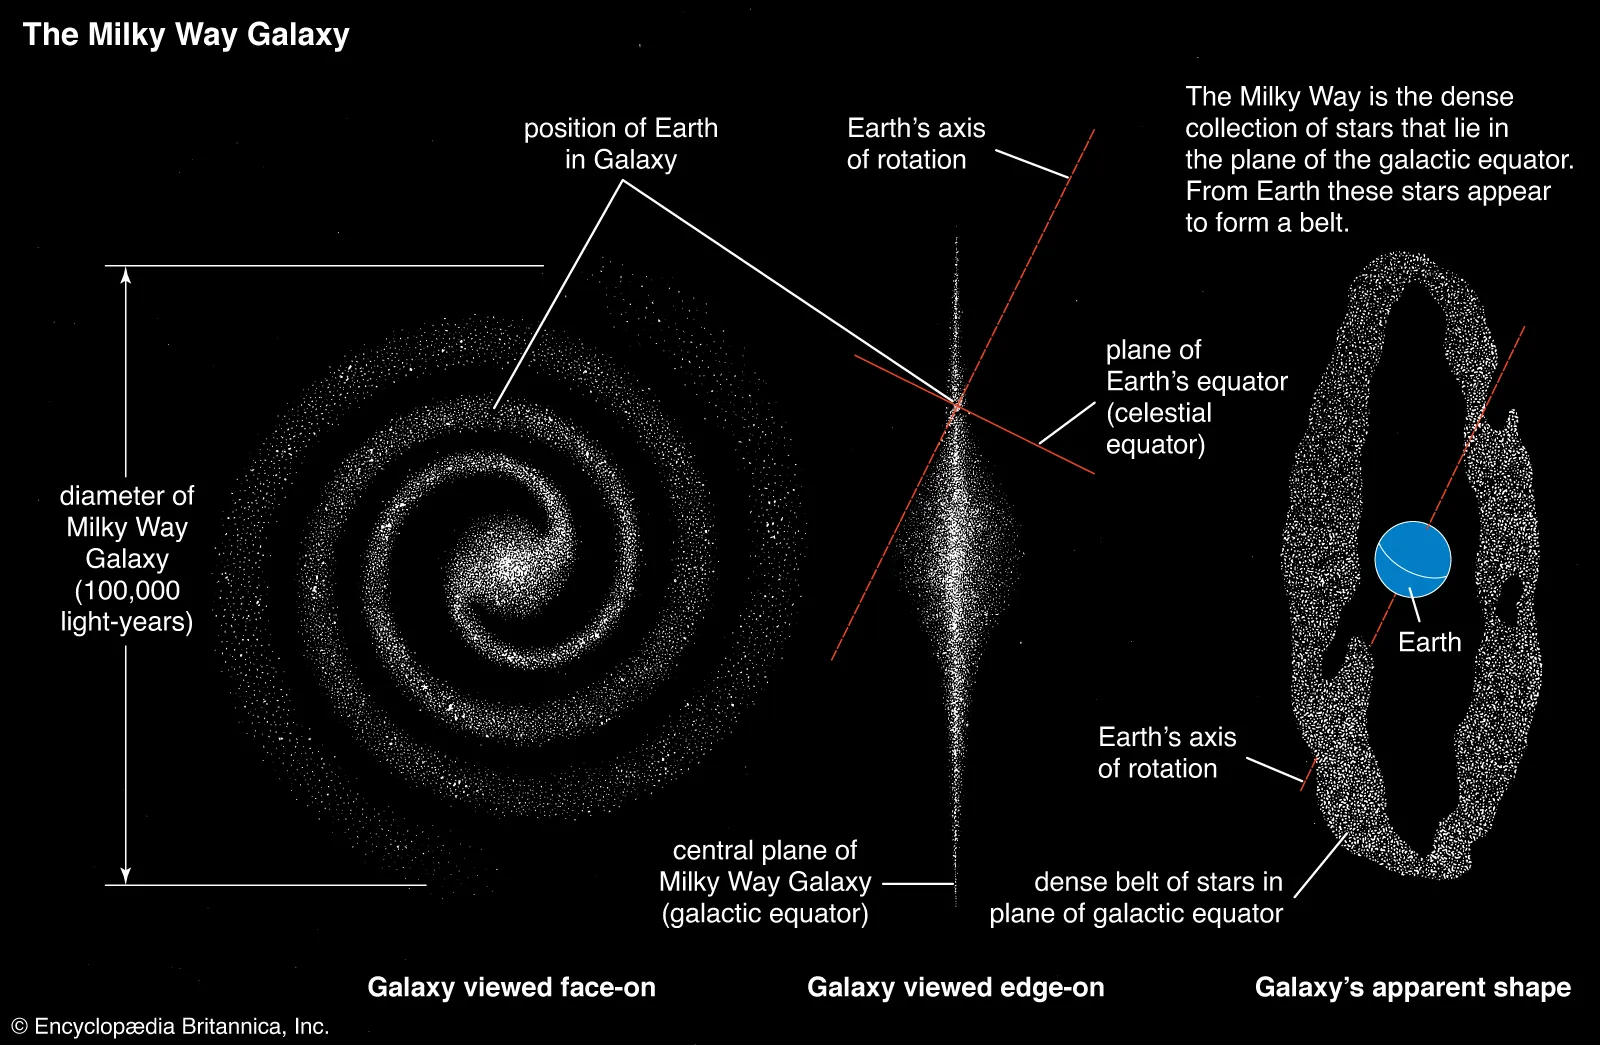 The Milky Way Galaxy
position of Earth
in Galaxy
Earth’s axis
of rotation
The Milky Way is the dense
collection of stars that lie in
the plane of the galactic equator.
From Earth these stars appear
to form a belt.
plane of
Earth’s equator
(celestial
equator)
diameter of
Milky Way
Galaxy
(100,000
light-years)
Earth
Earth’s axis
of rotation
central plane of
Milky Way Galaxy
(galactic equator)
dense belt of stars in
plane of galactic equator
Galaxy viewed face-on
Galaxy viewed edge-on
Galaxy’s apparent shape
© Encyclopædia Britannica, Inc.